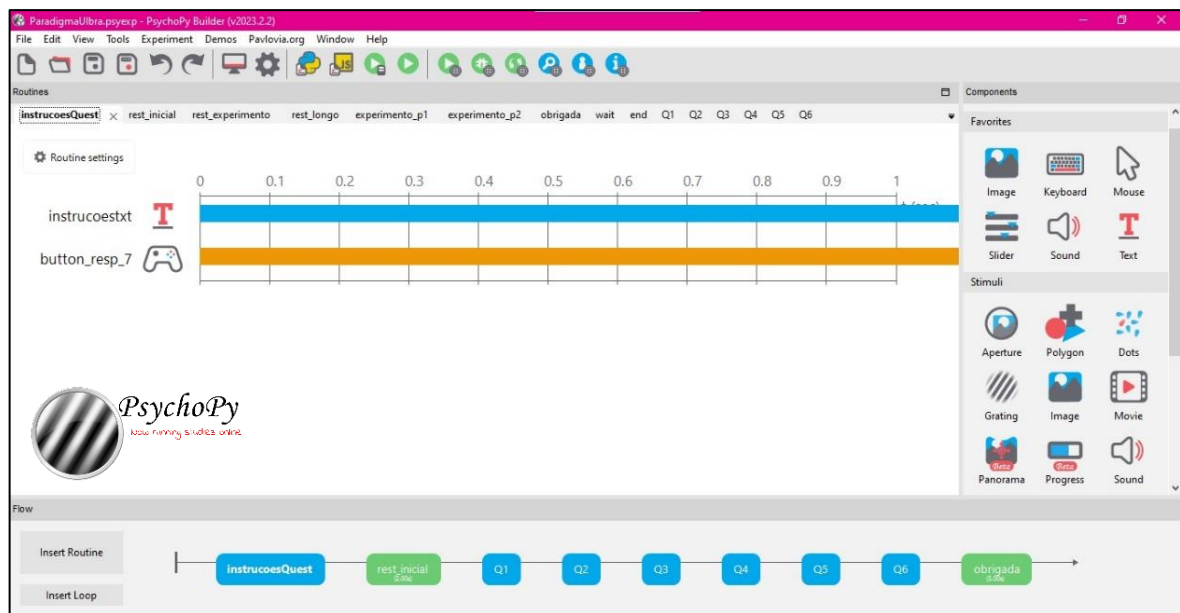 ParadigmaUlbra.psyexp - PsychoPy Builder (v2023.2.2)
File Edit View Tools Experiment Demos Pavlovia.org Window Help
JS
Routines
Components
instrucoesQuest rest_inicial rest_experimento rest_longo experimento_p1 experimento_p2 obrigada wait end Q1 Q2 Q3 Q4 Q5 Q6
Favorites
Routine settings
0 0.1 0.2 0.3 0.4 0.5 0.6 0.7 0.8 0.9 1
Image Keyboard Mouse
instrucoestxt
button_resp_7
Slider Sound Text
Stimuli
Aperture Polygon Dots
PsychoPy
Now running studies online
Grating Image Movie
Beta Beta
Panorama Progress Sound
Flow
Insert Routine
instrucoesQuest rest_inicial Q1 Q2 Q3 Q4 Q5 Q6 obrigada
Insert Loop